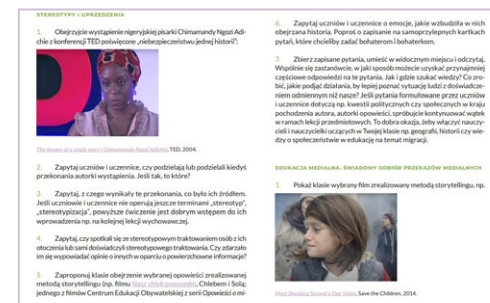 STEREOTYPY I UPRZEDZENIA
1. Obejrzyjcie wystąpienie nigeryjskiej pisarki Chimamandy Ngozi Adi-
chie z konferencji TED poświęcone „niebezpieczeństwu jednej historii”:
The danger of a single story | Chimamanda Ngozi Adichie, TED, 2004.
2. Zapytaj uczniów i uczennice, czy podzielają lub podzielali kiedyś
przekonania autorki wystąpienia. Jeśli tak, to które?
3. Zapytaj, z czego wynikały te przekonania, co było ich źródłem.
Jeśli uczniowie i uczennice nie operują jeszcze terminami „stereotyp”,
„stereotypizacja”, powyższe ćwiczenie jest dobrym wstępem do ich
wprowadzenia np. na kolejnej lekcji wychowawczej.
4. Zapytaj, czy spotkali się ze stereotypowym traktowaniem osób z ich
otoczenia lub sami doświadczyli stereotypowego traktowania. Czy zdarzało
im się wypowiadać opinie o innych w oparciu o powierzchowne informacje?
5. Zaproponuj klasie obejrzenie wybranej opowieści zrealizowanej
metodą storytellingu (np. filmu Nasz chleb powszedni, Chlebem i Solą;
jednego z filmów Centrum Edukacji Obywatelskiej z serii Opowieści o mi-
6. Zapytaj uczniów i uczennice o emocje, jakie wzbudziła w nich
obejrzana historia. Poproś o zapisanie na samoprzylepnych kartkach
pytań, które chcieliby zadać bohaterom i bohaterkom.
7. Zbierz zapisane pytania, umieść w widocznym miejscu i odczytaj.
Wspólnie się zastanówcie, w jaki sposób możecie uzyskać przynajmniej
częściowe odpowiedzi na te pytania. Jak i gdzie szukać wiedzy? Co zro-
bić, jakie podjąć działania, by lepiej poznać sytuację ludzi z doświadcze-
niem odmiennym niż nasze? Jeśli pytania formułowane przez uczniów
i uczennice dotyczą np. kwestii politycznych czy społecznych w kraju
pochodzenia autora, autorki opowieści, spróbujcie kontynuować wątek
w ramach lekcji przedmiotowych. To dobra okazja, żeby włączyć nauczy-
cieli i nauczycielki uczących w Twojej klasie np. geografii, historii czy wie-
dzy o społeczeństwie w edukację na temat migracji.
EDUKACJA MEDIALNA. ŚWIADOMY ODBIÓR PRZEKAZÓW MEDIALNYCH
1. Pokaż klasie wybrany film zrealizowany metodą storytellingu, np.
Most Shocking Second a Day Video, Save the Children, 2014.